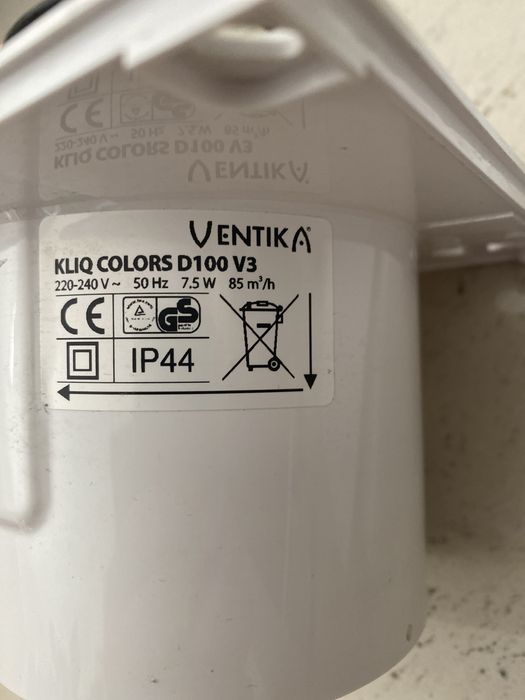 VENTIKA
KLIQ COLORS D100 V3
220-240 V ~ 50 Hz 7.5 W 85 m³/h
CE GS
IP44